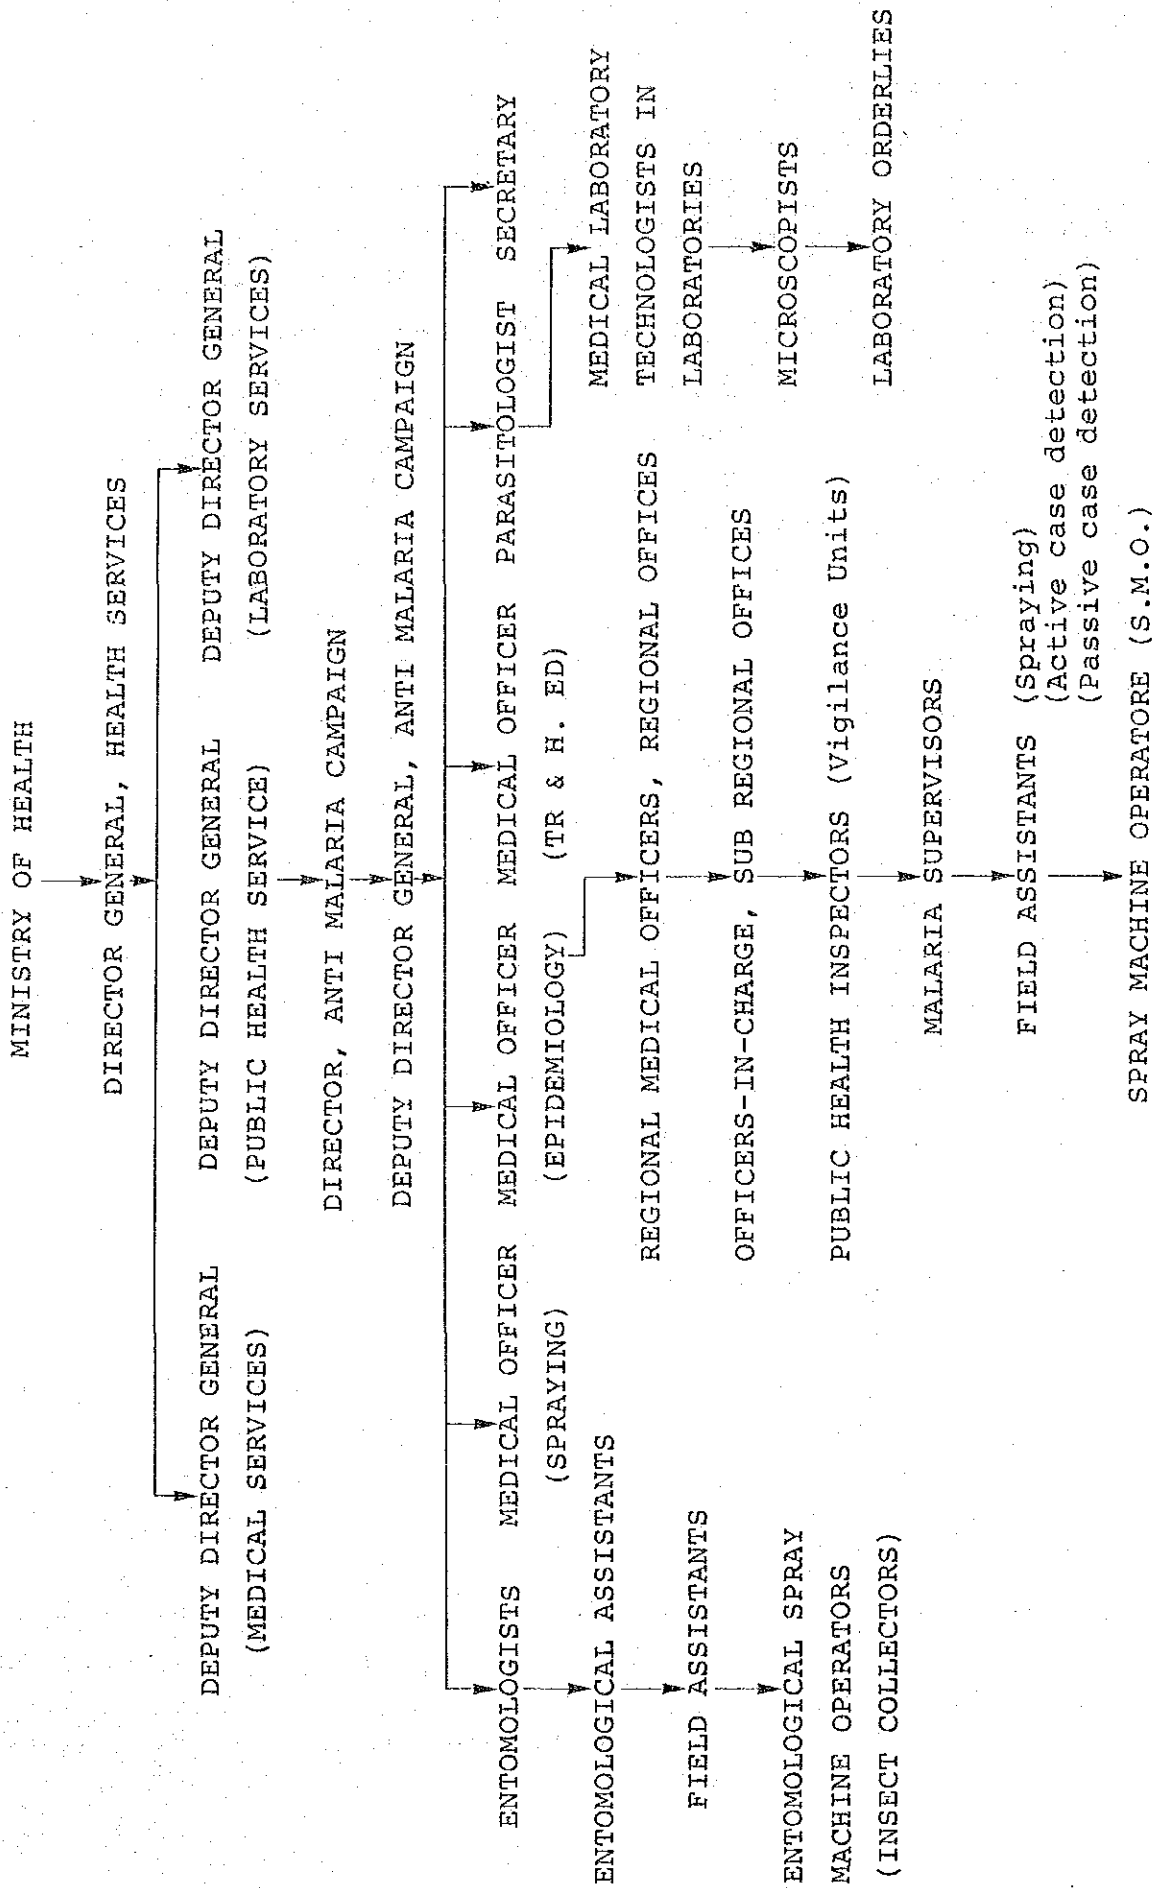 MINISTRY OF HEALTH
DIRECTOR GENERAL, HEALTH SERVICES
DEPUTY DIRECTOR GENERAL
(MEDICAL SERVICES)
DEPUTY DIRECTOR GENERAL
(PUBLIC HEALTH SERVICE)
DEPUTY DIRECTOR GENERAL
(LABORATORY SERVICES)
DIRECTOR, ANTI MALARIA CAMPAIGN
DEPUTY DIRECTOR GENERAL, ANTI MALARIA CAMPAIGN
ENTOMOLOGISTS
ENTOMOLOGICAL ASSISTANTS
FIELD ASSISTANTS
ENTOMOLOGICAL SPRAY
MACHINE OPERATORS
(INSECT COLLECTORS)
MEDICAL OFFICER
(SPRAYING)
MEDICAL OFFICER
(EPIDEMIOLOGY)
MEDICAL OFFICER
(TR & H. ED)
REGIONAL MEDICAL OFFICERS, REGIONAL OFFICES
OFFICERS-IN-CHARGE, SUB REGIONAL OFFICES
PUBLIC HEALTH INSPECTORS (Vigilance Units)
MALARIA SUPERVISORS
FIELD ASSISTANTS (Spraying)
(Active case detection)
(Passive case detection)
SPRAY MACHINE OPERATORE (S.M.O.)
PARASITOLOGIST
MEDICAL LABORATORY
TECHNOLOGISTS IN
LABORATORIES
MICROSCOPISTS
LABORATORY ORDERLIES
SECRETARY